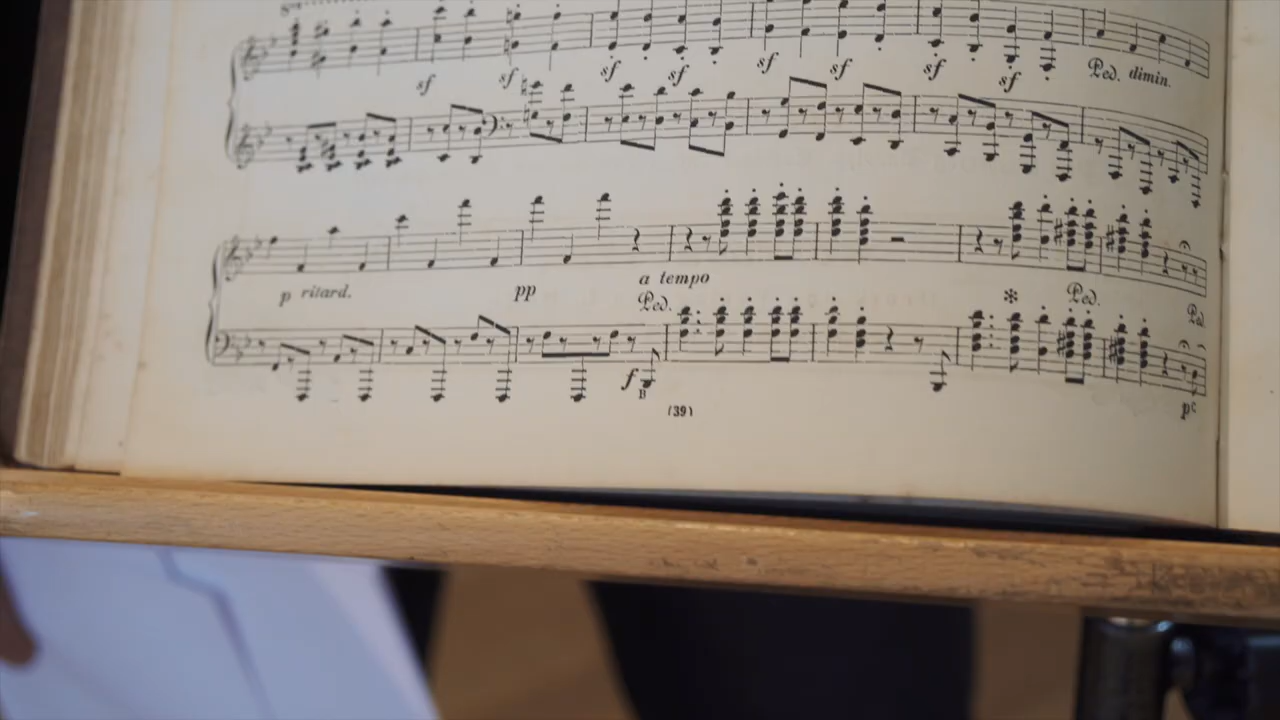 8va
sf sf sf sf sf sf sf sf Ped. dimin.
p ritard. pp a tempo
Ped. * Ped. Ped.
f p
B
(39)